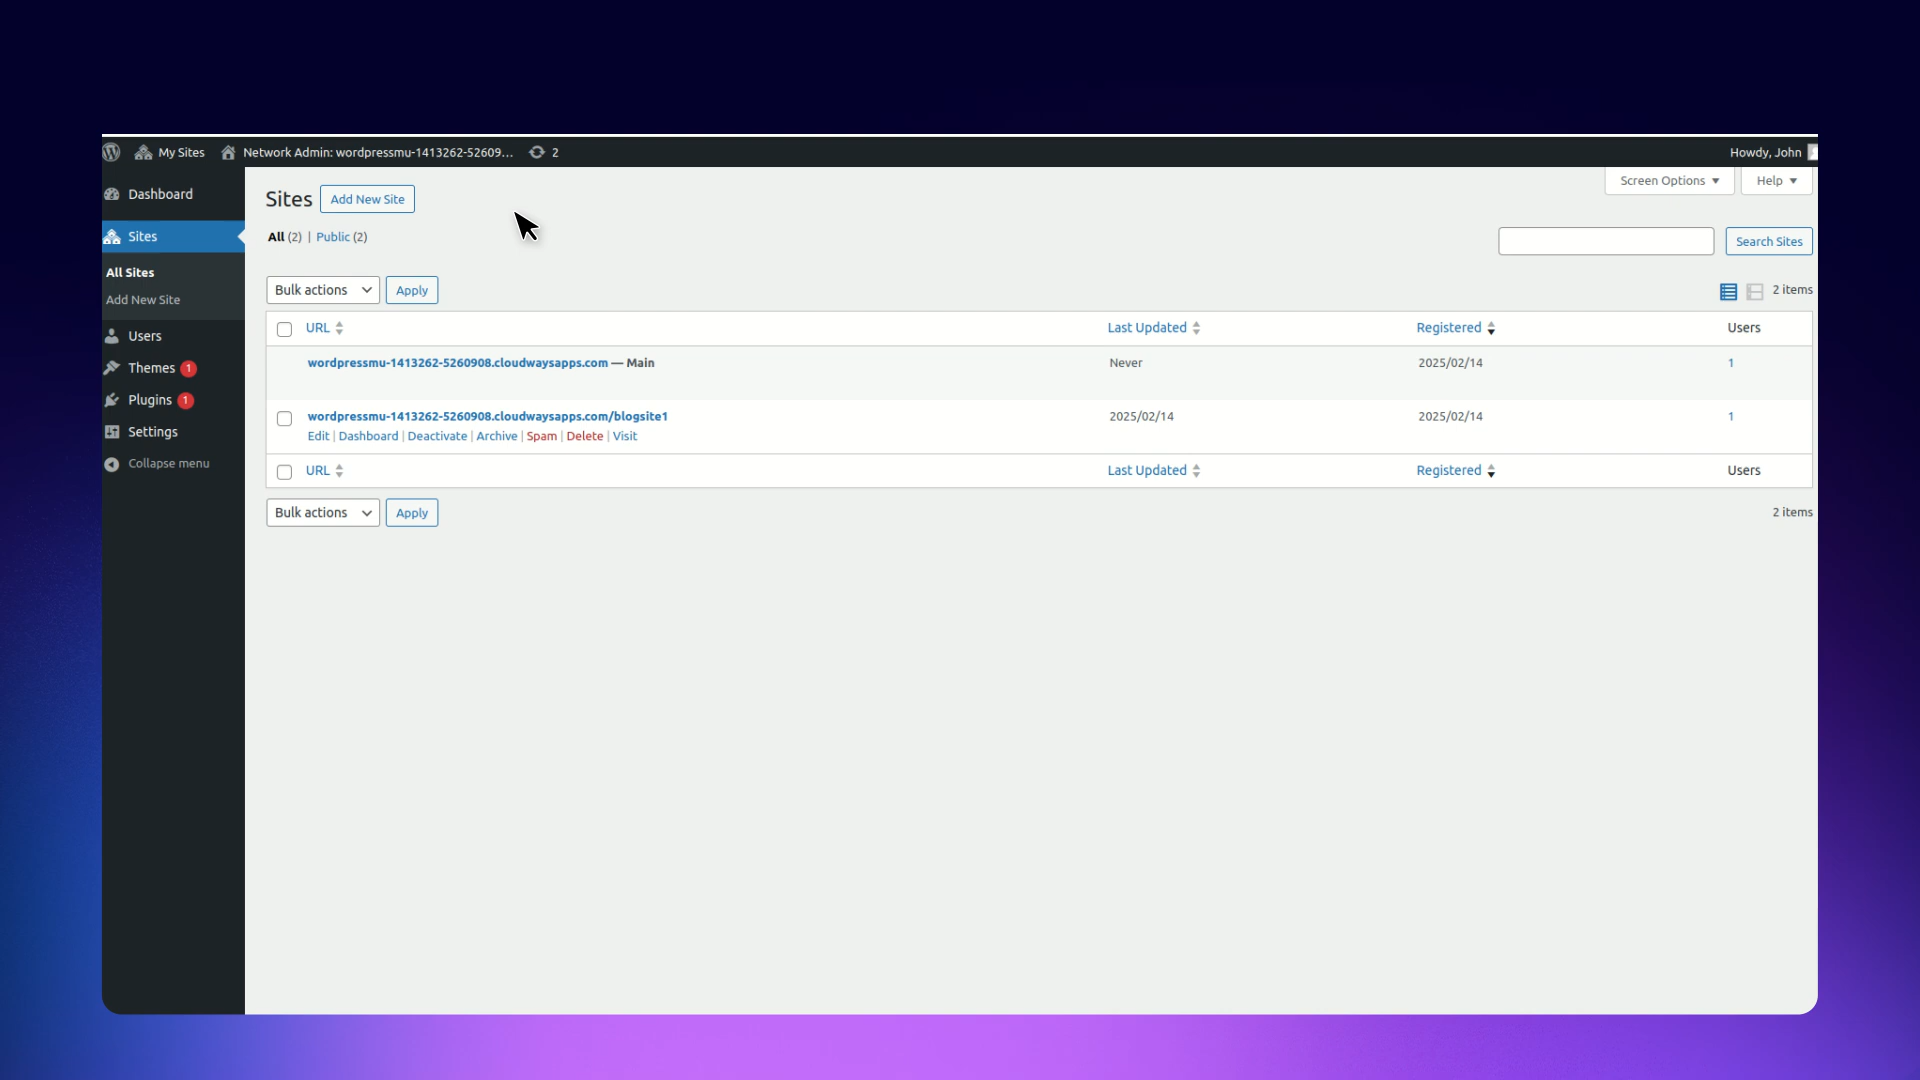 My Sites Network Admin: wordpressmu-1413262-52609... 2 Howdy, John
Dashboard
Sites
All Sites
Add New Site
Users
Themes 1
Plugins 1
Settings
Collapse menu
Screen Options Help
Sites Add New Site
All (2) | Public (2)
Search Sites
Bulk actions Apply 2 items
URL Last Updated Registered Users
wordpressmu-1413262-5260908.cloudwaysapps.com — Main Never 2025/02/14 1
wordpressmu-1413262-5260908.cloudwaysapps.com/blogsite1 2025/02/14 2025/02/14 1
Edit | Dashboard | Deactivate | Archive | Spam | Delete | Visit
URL Last Updated Registered Users
Bulk actions Apply 2 items